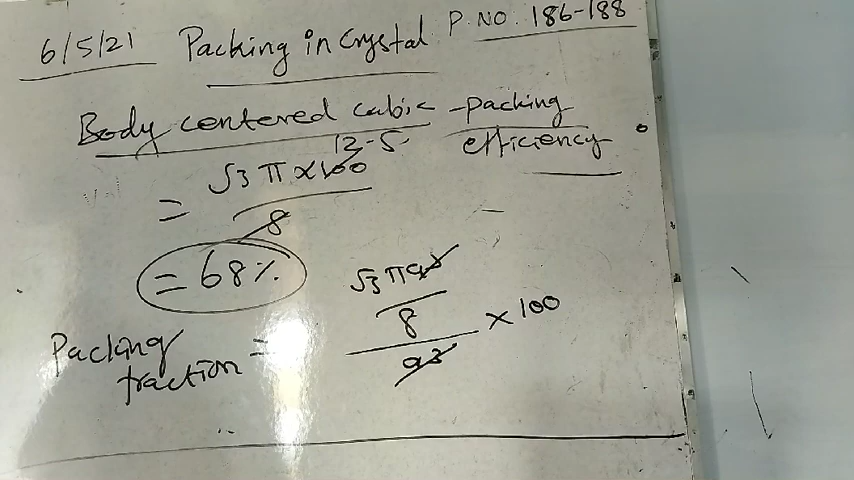 6/5/21 Packing in Crystal P.NO. 186-188
Body centered cubic - packing
efficiency.
12.5
= √3 π x 100
8
= 68%
Packing
fraction =
√3 π a³
8
a³
x 100